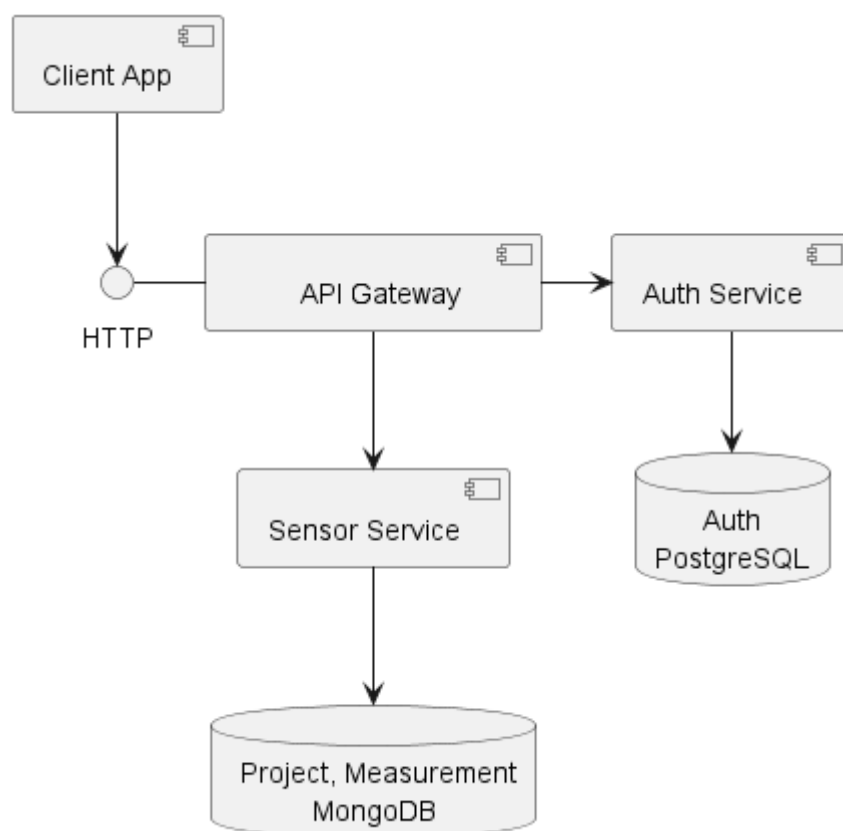 Client App
API Gateway
Auth Service
HTTP
Sensor Service
Auth
PostgreSQL
Project, Measurement
MongoDB